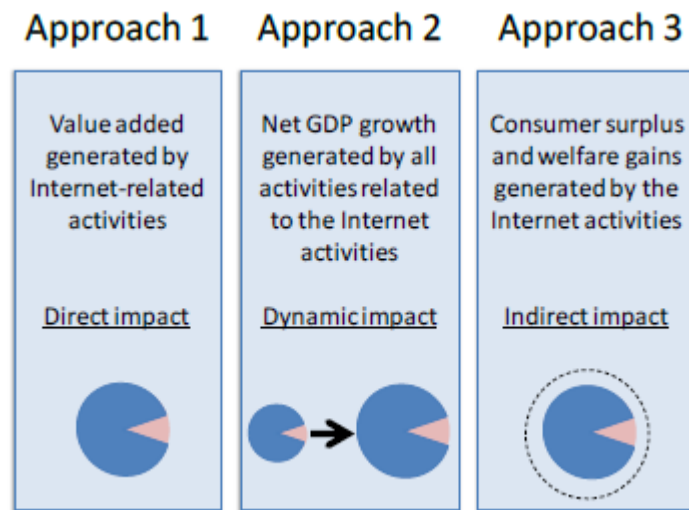 Approach 1
Approach 2
Approach 3
Value added
generated by
Internet-related
activities
Direct impact
Net GDP growth
generated by all
activities related
to the Internet
activities
Dynamic impact
Consumer surplus
and welfare gains
generated by the
Internet activities
Indirect impact